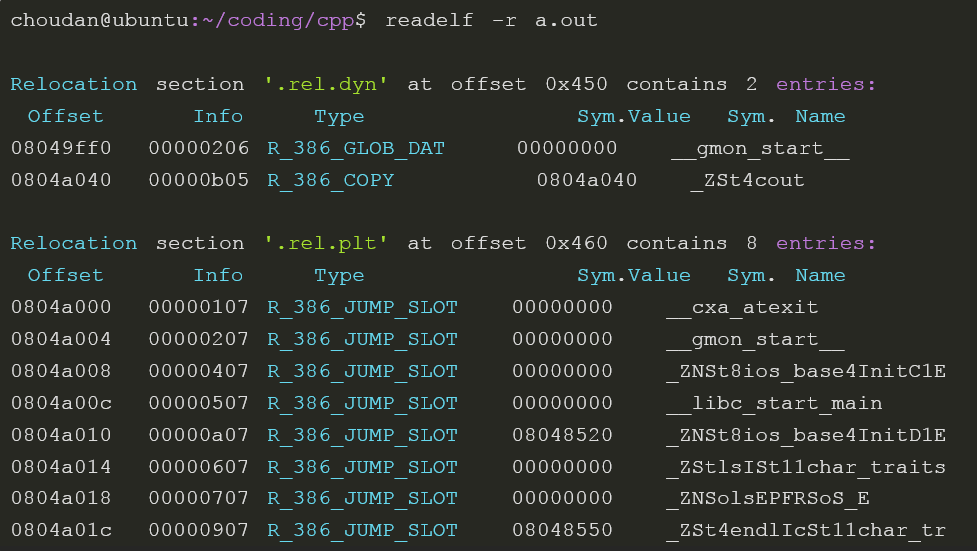 choudan@ubuntu:~/coding/cpp$ readelf -r a.out
Relocation section '.rel.dyn' at offset 0x450 contains 2 entries:
Offset Info Type Sym.Value Sym. Name
08049ff0 00000206 R_386_GLOB_DAT 00000000 __gmon_start__
0804a040 00000b05 R_386_COPY 0804a040 _ZSt4cout
Relocation section '.rel.plt' at offset 0x460 contains 8 entries:
Offset Info Type Sym.Value Sym. Name
0804a000 00000107 R_386_JUMP_SLOT 00000000 __cxa_atexit
0804a004 00000207 R_386_JUMP_SLOT 00000000 __gmon_start__
0804a008 00000407 R_386_JUMP_SLOT 00000000 _ZNSt8ios_base4InitC1E
0804a00c 00000507 R_386_JUMP_SLOT 00000000 __libc_start_main
0804a010 00000a07 R_386_JUMP_SLOT 08048520 _ZNSt8ios_base4InitD1E
0804a014 00000607 R_386_JUMP_SLOT 00000000 _ZStlsISt11char_traits
0804a018 00000707 R_386_JUMP_SLOT 00000000 _ZNSolsEPFRSoS_E
0804a01c 00000907 R_386_JUMP_SLOT 08048550 _ZSt4endlIcSt11char_tr